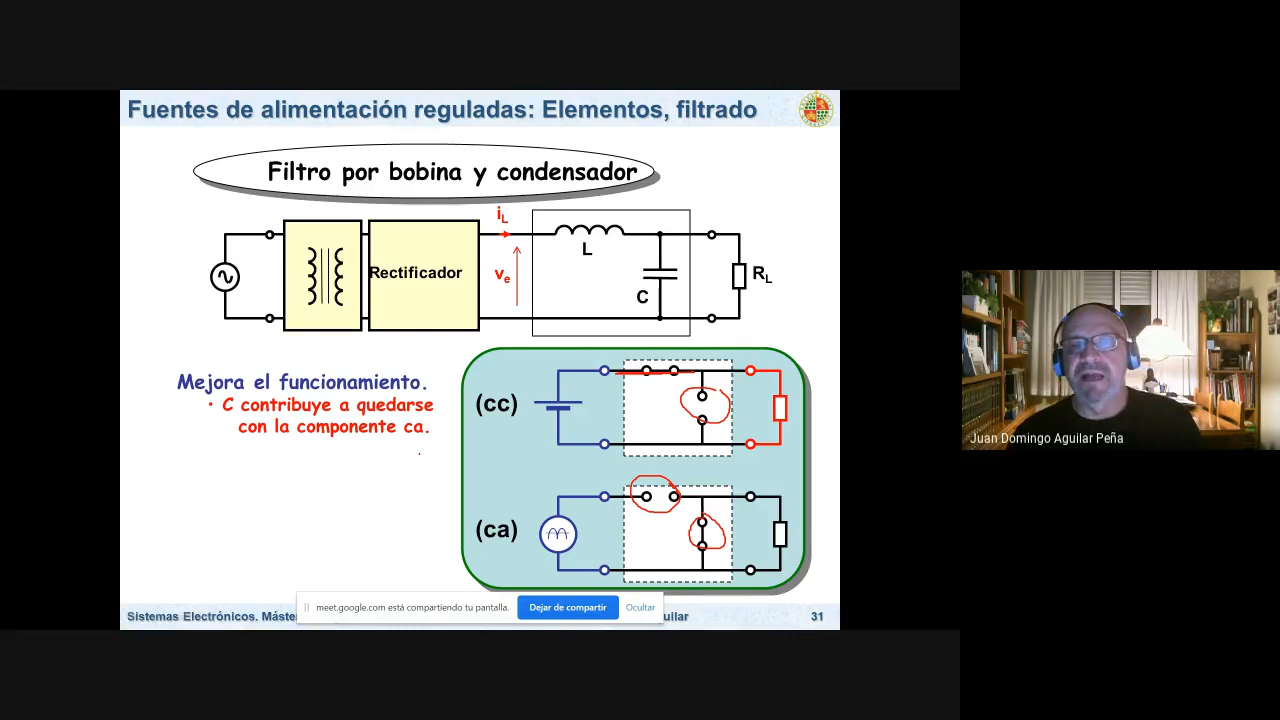 Fuentes de alimentación reguladas: Elementos, filtrado
Filtro por bobina y condensador
iL
L
Rectificador
ve
C
RL
Mejora el funcionamiento.
• C contribuye a quedarse
con la componente ca.
(cc)
(ca)
Juan Domingo Aguilar Peña
meet.google.com está compartiendo tu pantalla.
Dejar de compartir
Ocultar
Sistemas Electrónicos. Máste
uilar
31